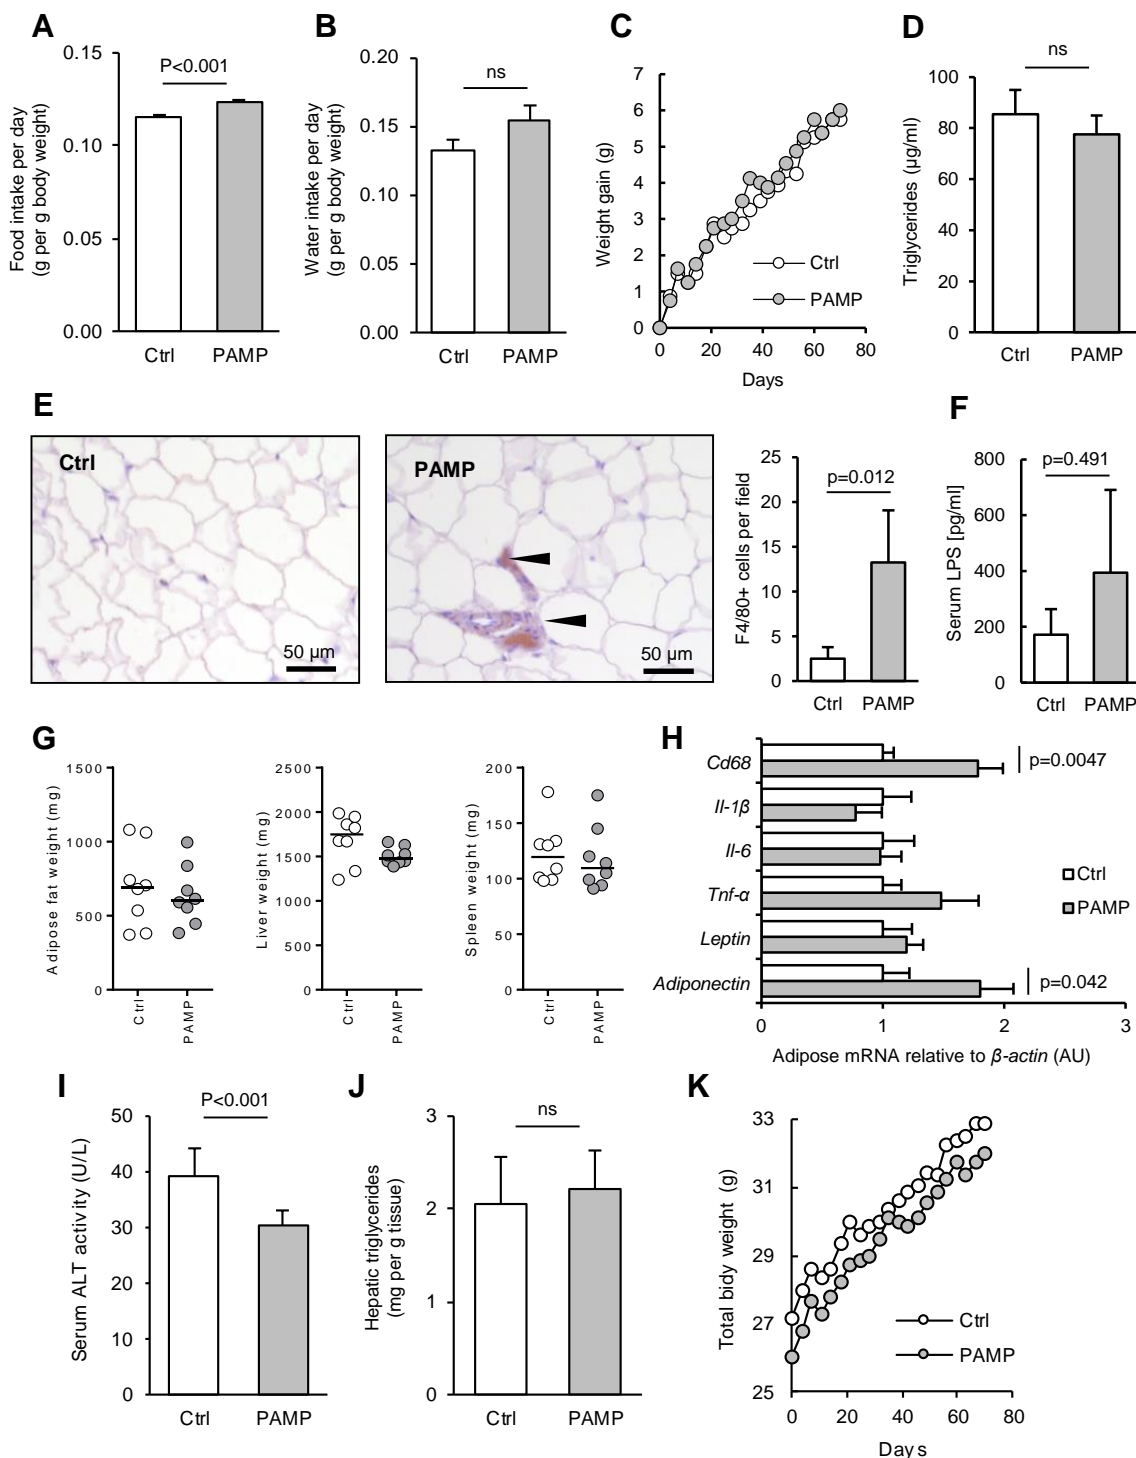 A
0.15
0.10
0.05
0.00
Food intake per day
(g per g body weight)
P<0.001
Ctrl
PAMP
B
0.20
0.15
0.10
0.05
0.00
Water intake per day
(g per g body weight)
ns
Ctrl
PAMP
C
7
6
5
4
3
2
1
0
Weight gain (g)
Ctrl
PAMP
0
20
40
60
80
Days
D
ns
100
80
60
40
20
0
Triglycerides (µg/ml)
Ctrl
PAMP
E
Ctrl
50 µm
PAMP
50 µm
25
20
15
10
5
0
F4/80+ cells per field
p=0.012
Ctrl
PAMP
F
800
600
400
200
0
Serum LPS [pg/ml]
p=0.491
Ctrl
PAMP
G
1500
1000
500
0
Adipose fat weight (mg)
Ctrl
PAMP
2500
2000
1500
1000
500
0
Liver weight (mg)
Ctrl
PAMP
200
150
100
50
0
Spleen weight (mg)
Ctrl
PAMP
H
Cd68
Il-1β
Il-6
Tnf-α
Leptin
Adiponectin
p=0.0047
Ctrl
PAMP
p=0.042
0
1
2
3
Adipose mRNA relative to β-actin (AU)
I
P<0.001
50
40
30
20
10
0
Serum ALT activity (U/L)
Ctrl
PAMP
J
ns
3
2
1
0
Hepatic triglycerides
(mg per g tissue)
Ctrl
PAMP
K
33
31
29
27
25
Total bidy weight (g)
Ctrl
PAMP
0
20
40
60
80
Days